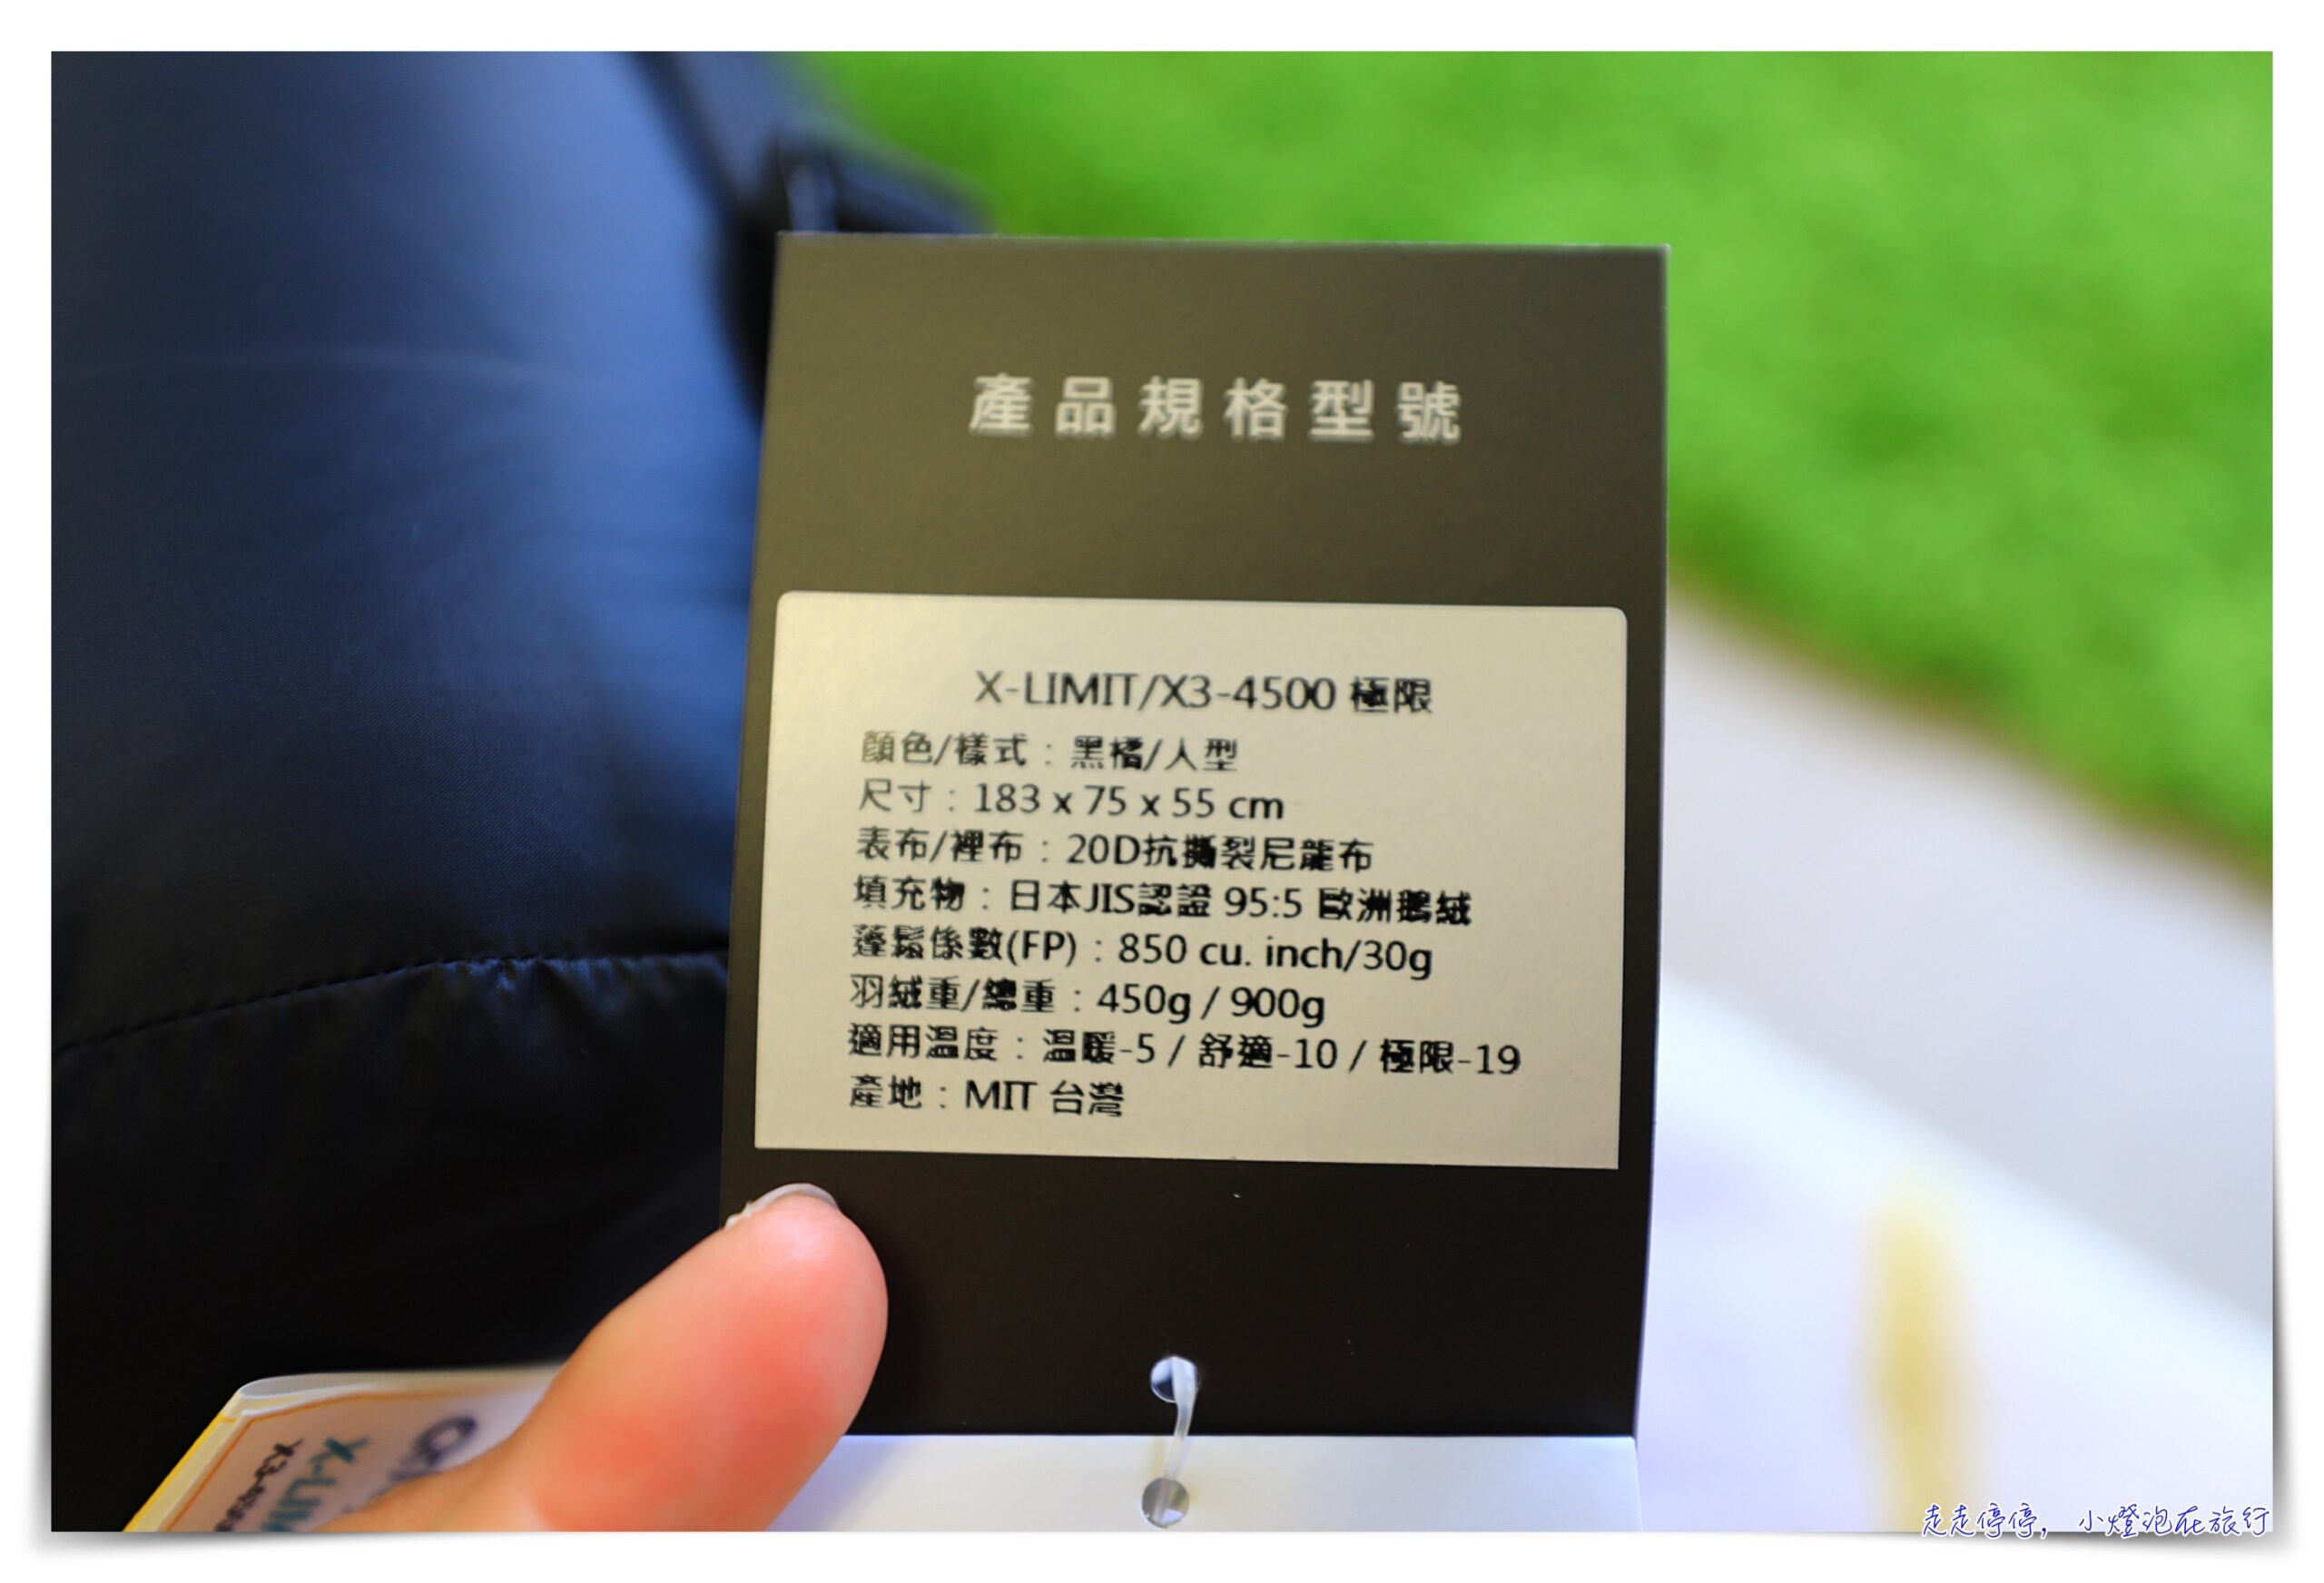 產品規格型號
X-LIMIT/X3-4500 極限
顏色/樣式：黑橘/人型
尺寸：183 x 75 x 55 cm
表布/裡布：20D抗撕裂尼龍布
填充物：日本JIS認證 95:5 歐洲鵝絨
蓬鬆係數(FP)：850 cu. inch/30g
羽絨重/總重：450g / 900g
適用溫度：溫暖-5 / 舒適-10 / 極限-19
產地：MIT 台灣
X-LIM
走走停停，小燈泡在旅行